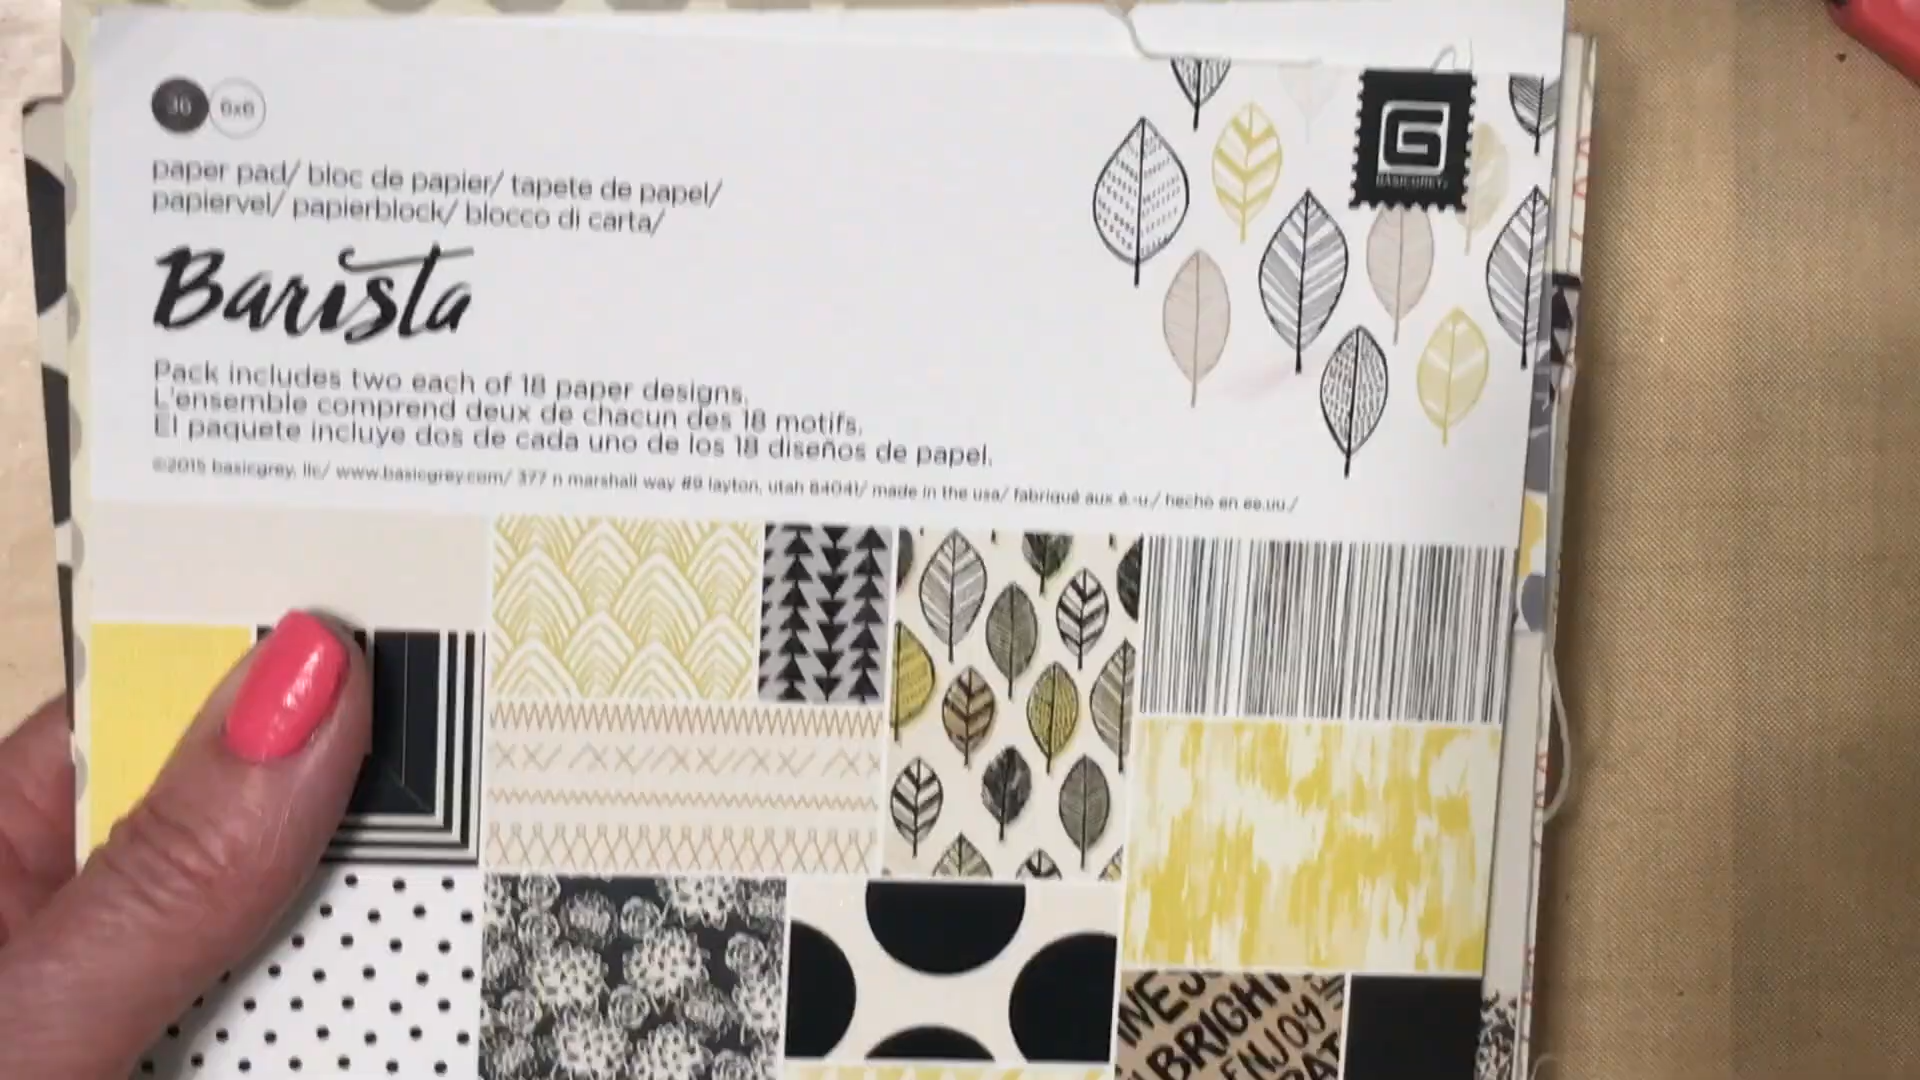 36 6x6
paper pad/ bloc de papier/ tapete de papel/
papiervel/ papierblock/ blocco di carta/
Barista
Pack includes two each of 18 paper designs.
L'ensemble comprend deux de chacun des 18 motifs.
El paquete incluye dos de cada uno de los 18 diseños de papel.
©2015 basicgrey, llc/ www.basicgrey.com/ 377 n marshall way #9 layton, utah 84041/ made in the usa/ fabriqué aux é.-u./ hecho en ee.uu./
G
BASICGREY
BRIGHT
ENJOY